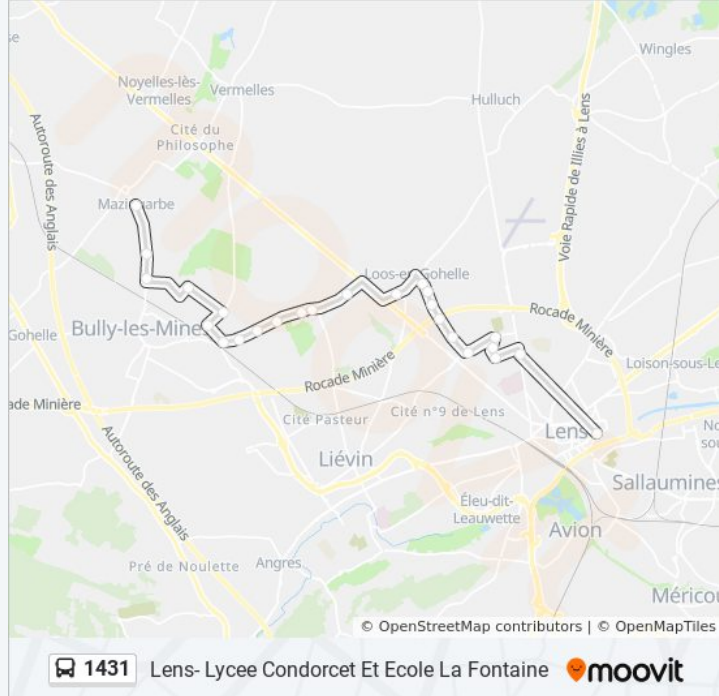 Wingles
Noyelles-lès-
Vermelles
Vermelles
Hulluch
Cité du
Philosophe
Autoroute des Anglais
Voie Rapide de Illies à Lens
Loos-en-Gohelle
Rocade Minière
Gohelle
Bully-les-Mines
Loison-sous-Le
Rocade Minière
ade Minière
Cité Pasteur
Cité n°9 de Lens
Lens
Liévin
Sallaumines
Éleu-dit-
Leauwette
Avion
Autoroute des Anglais
Pré de Noulette
Angres
Mérico
© OpenStreetMap contributors | © OpenMapTiles
1431 Lens- Lycee Condorcet Et Ecole La Fontaine moovit